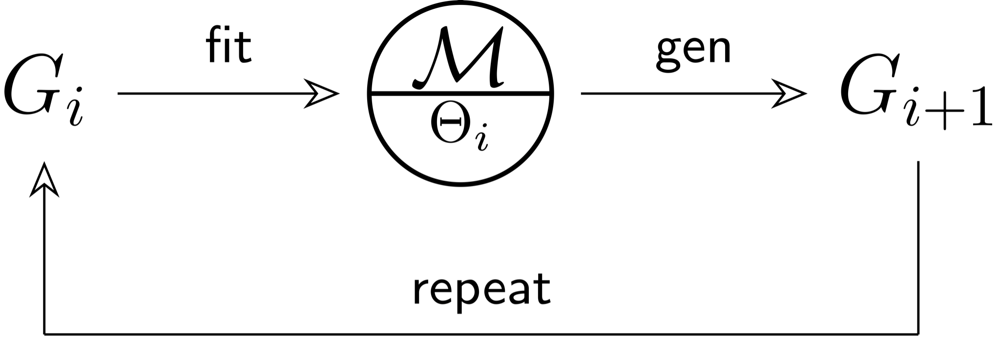 fit
gen
G_i
ℳ
Θ_i
G_{i+1}
repeat